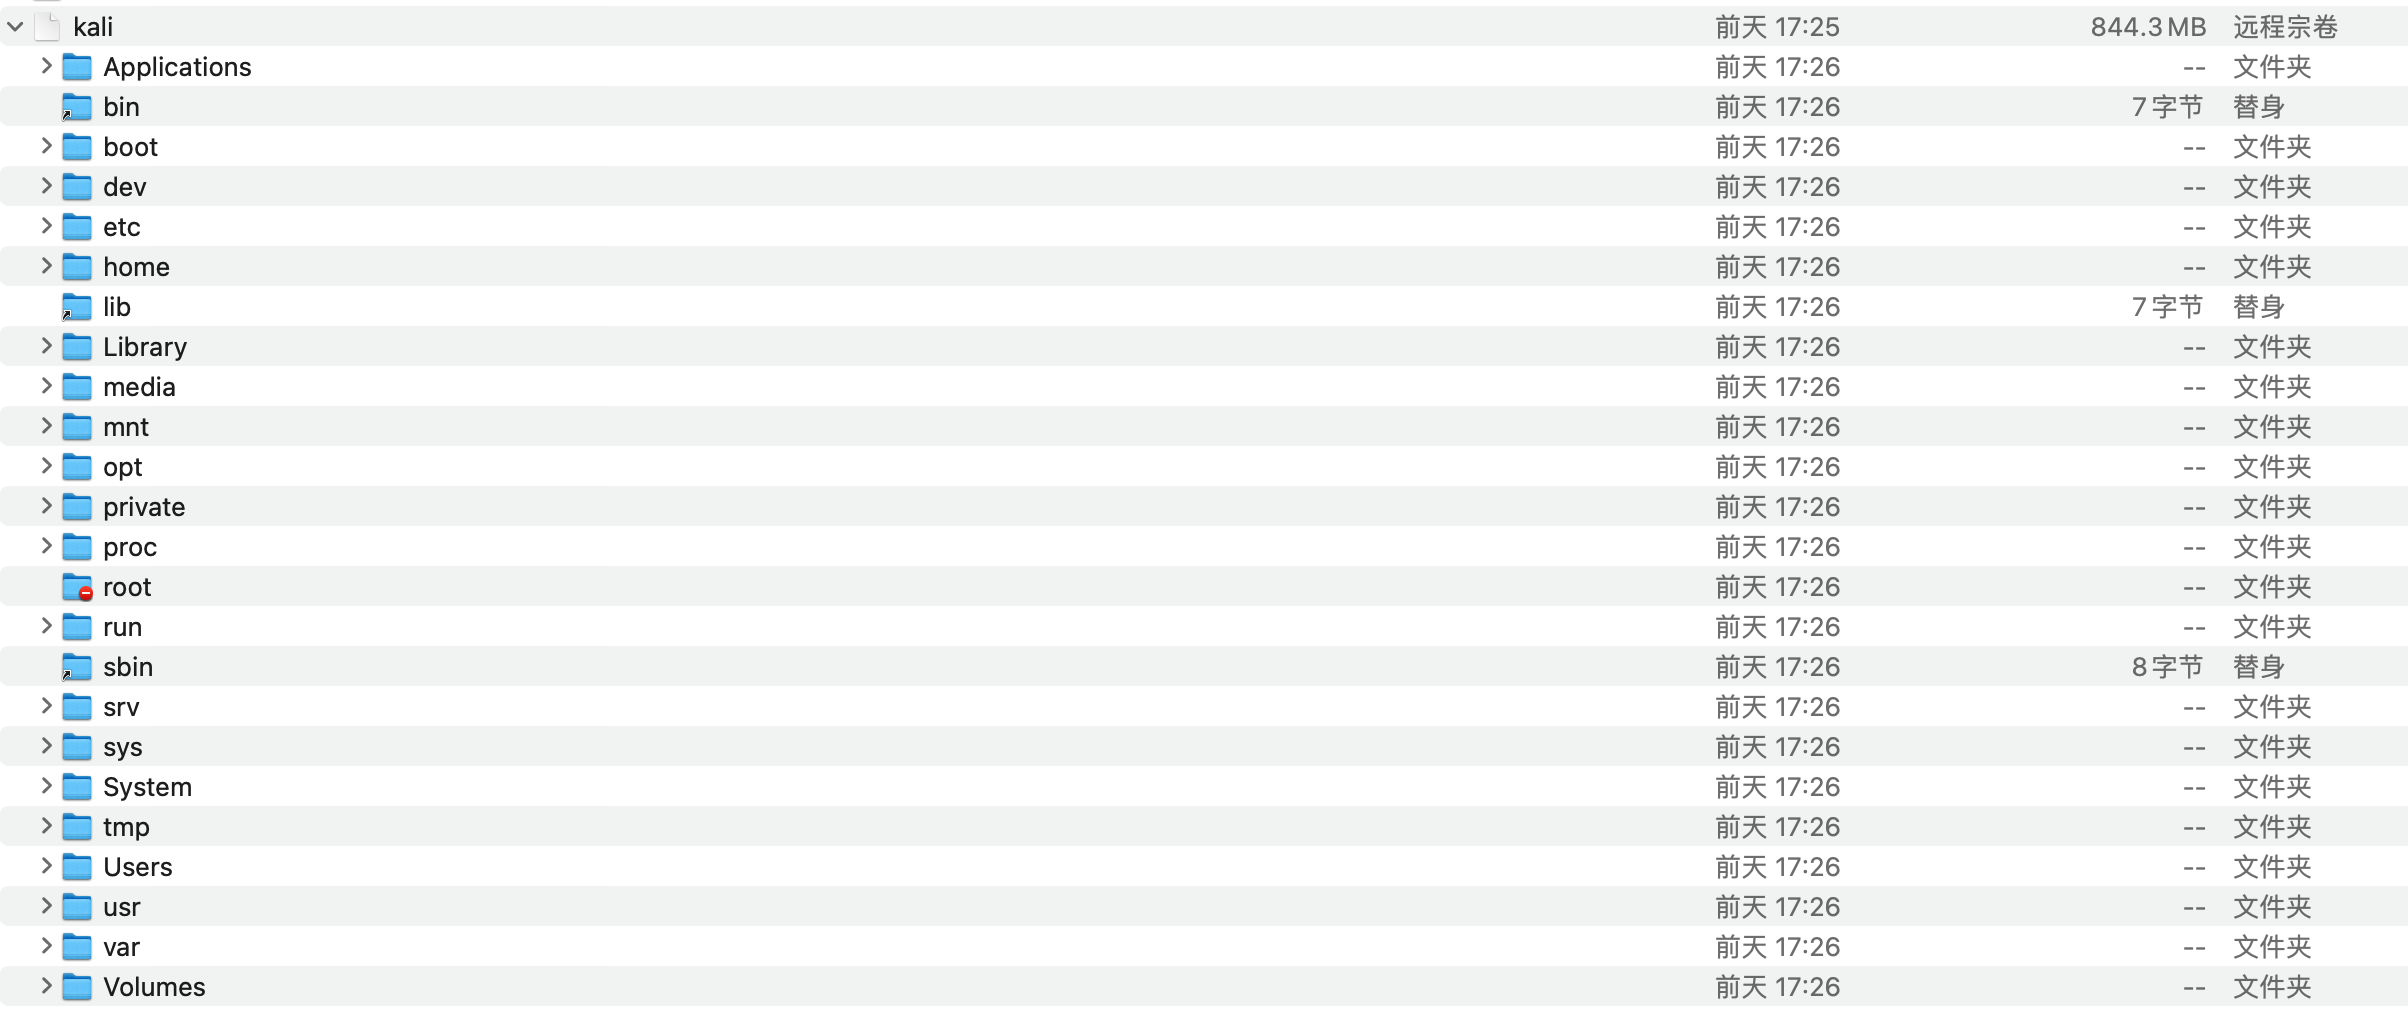 kali 前天 17:25 844.3 MB 远程宗卷
Applications 前天 17:26 -- 文件夹
bin 前天 17:26 7 字节 替身
boot 前天 17:26 -- 文件夹
dev 前天 17:26 -- 文件夹
etc 前天 17:26 -- 文件夹
home 前天 17:26 -- 文件夹
lib 前天 17:26 7 字节 替身
Library 前天 17:26 -- 文件夹
media 前天 17:26 -- 文件夹
mnt 前天 17:26 -- 文件夹
opt 前天 17:26 -- 文件夹
private 前天 17:26 -- 文件夹
proc 前天 17:26 -- 文件夹
root 前天 17:26 -- 文件夹
run 前天 17:26 -- 文件夹
sbin 前天 17:26 8 字节 替身
srv 前天 17:26 -- 文件夹
sys 前天 17:26 -- 文件夹
System 前天 17:26 -- 文件夹
tmp 前天 17:26 -- 文件夹
Users 前天 17:26 -- 文件夹
usr 前天 17:26 -- 文件夹
var 前天 17:26 -- 文件夹
Volumes 前天 17:26 -- 文件夹